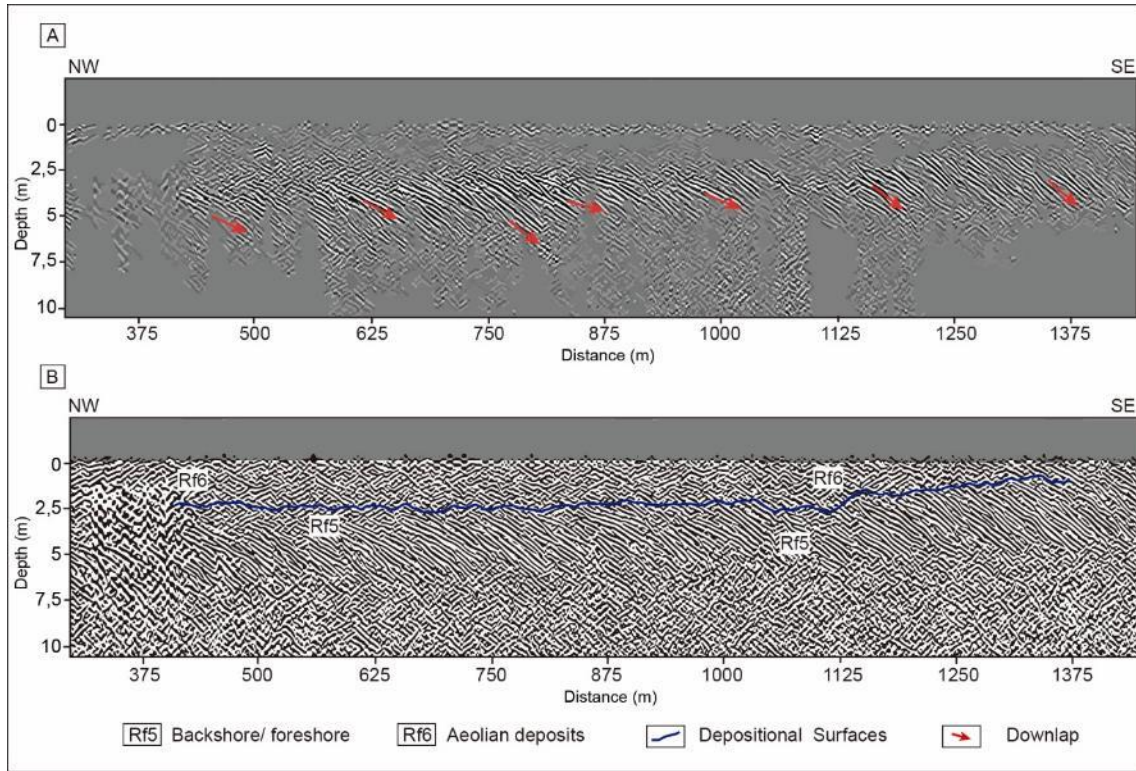 A
NW SE
0
2,5
5
7,5
10
Depth (m)
375 500 625 750 875 1000 1125 1250 1375
Distance (m)
B
NW SE
0
2,5
5
7,5
10
Depth (m)
Rf6
Rf5
Rf6
Rf5
375 500 625 750 875 1000 1125 1250 1375
Distance (m)
Rf5 Backshore/ foreshore Rf6 Aeolian deposits Depositional Surfaces Downlap